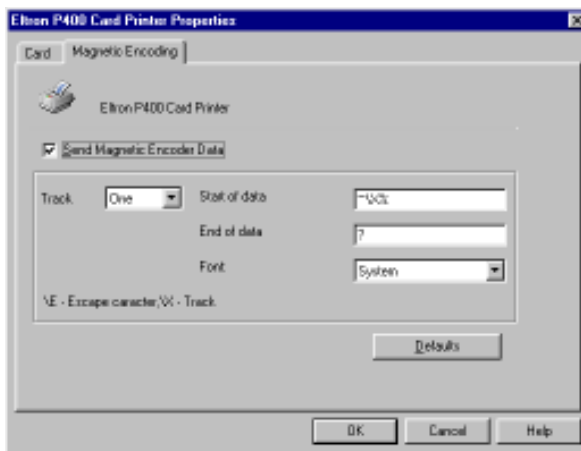 Eltron P400 Card Printer Properties
Card Magnetic Encoding
Eltron P400 Card Printer
Send Magnetic Encoder Data
Track One Start of data
End of data ?
Font System
\E - Escape caracter,\X - Track
Defaults
OK Cancel Help